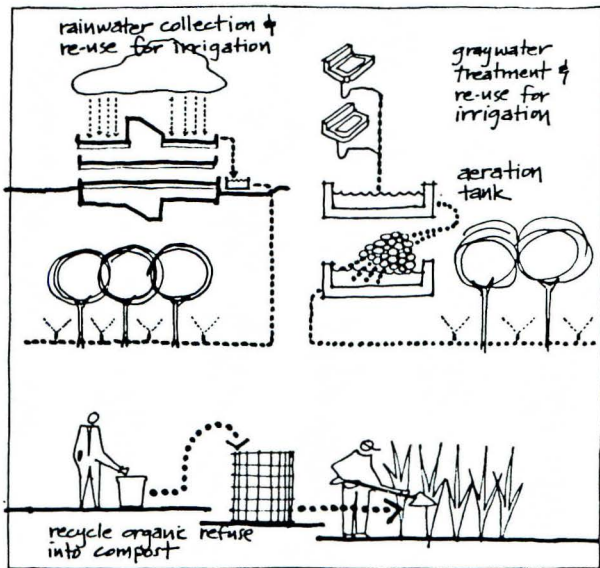 rainwater collection &
re-use for irrigation
graywater
treatment &
re-use for
irrigation
aeration
tank
recycle organic refuse
into compost